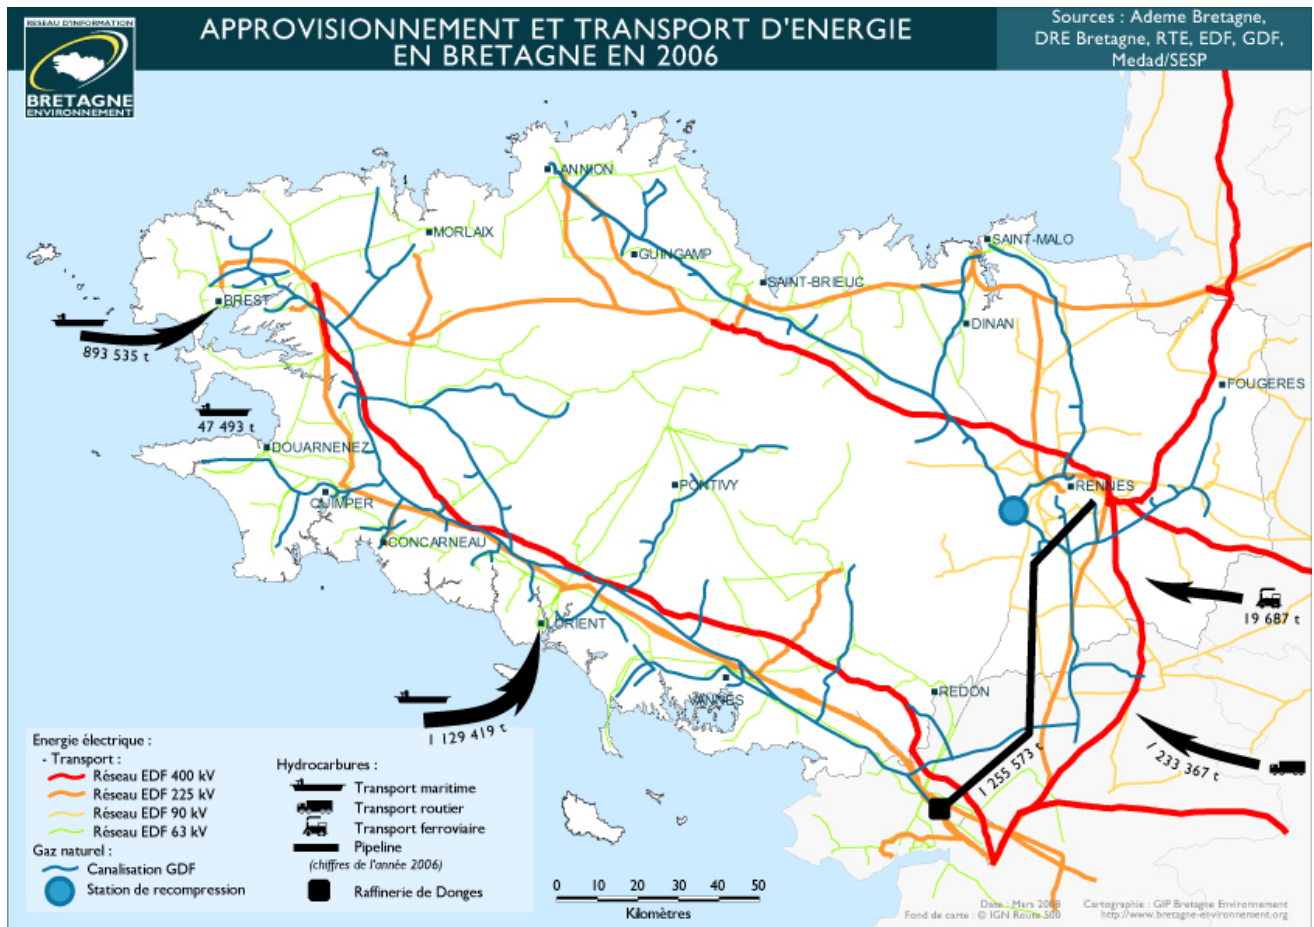 RESEAU D'INFORMATION
BRETAGNE
ENVIRONNEMENT
APPROVISIONNEMENT ET TRANSPORT D'ENERGIE
EN BRETAGNE EN 2006
Sources : Ademe Bretagne,
DRE Bretagne, RTE, EDF, GDF,
Medad/SESP
LANNION
MORLAIX
GUINGAMP
SAINT-MALO
SAINT-BRIEUC
BREST
DINAN
893 535 t
FOUGERES
47 493 t
DOUARNENEZ
PONTIVY
RENNES
QUIMPER
CONCARNEAU
19 687 t
LORIENT
REDON
VANNES
1 129 419 t
1 255 573 t
1 233 367 t
Energie électrique :
- Transport :
Réseau EDF 400 kV
Réseau EDF 225 kV
Réseau EDF 90 kV
Réseau EDF 63 kV
Gaz naturel :
Canalisation GDF
Station de recompression
Hydrocarbures :
Transport maritime
Transport routier
Transport ferroviaire
Pipeline
(chiffres de l'année 2006)
Raffinerie de Donges
0 10 20 30 40 50
Kilomètres
Date : Mars 2008
Fond de carte : © IGN Route 500
Cartographie : GIP Bretagne Environnement
http://www.bretagne-environnement.org